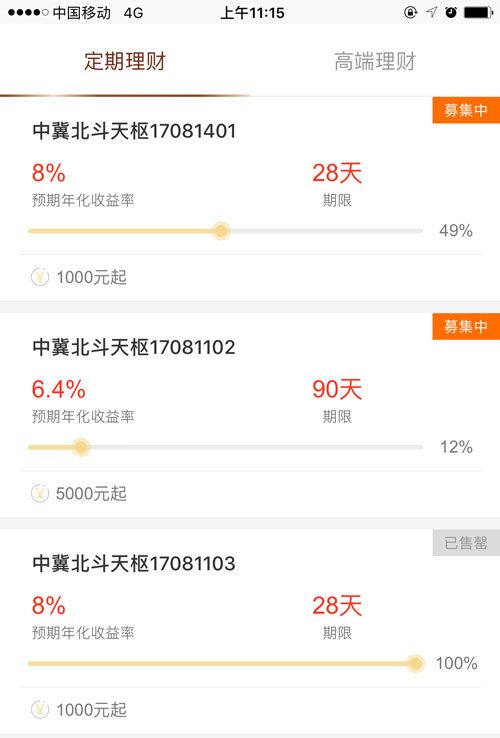 中国移动 4G 上午11:15
定期理财 高端理财
募集中
中冀北斗天枢17081401
8% 28天
预期年化收益率 期限
49%
1000元起
募集中
中冀北斗天枢17081102
6.4% 90天
预期年化收益率 期限
12%
5000元起
已售罄
中冀北斗天枢17081103
8% 28天
预期年化收益率 期限
100%
1000元起